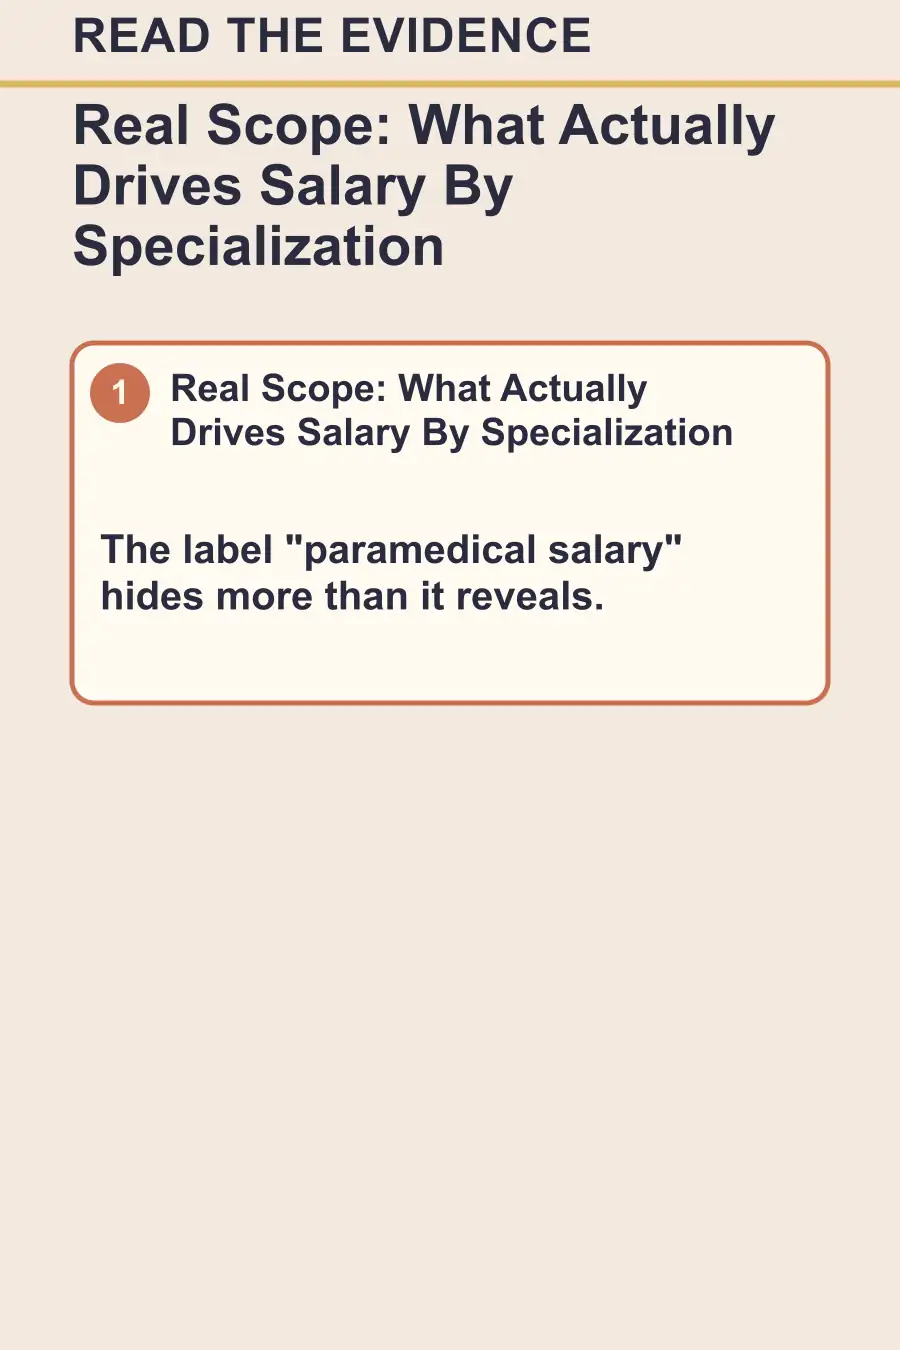 READ THE EVIDENCE
Real Scope: What Actually
Drives Salary By
Specialization
1
Real Scope: What Actually
Drives Salary By Specialization
The label "paramedical salary"
hides more than it reveals.